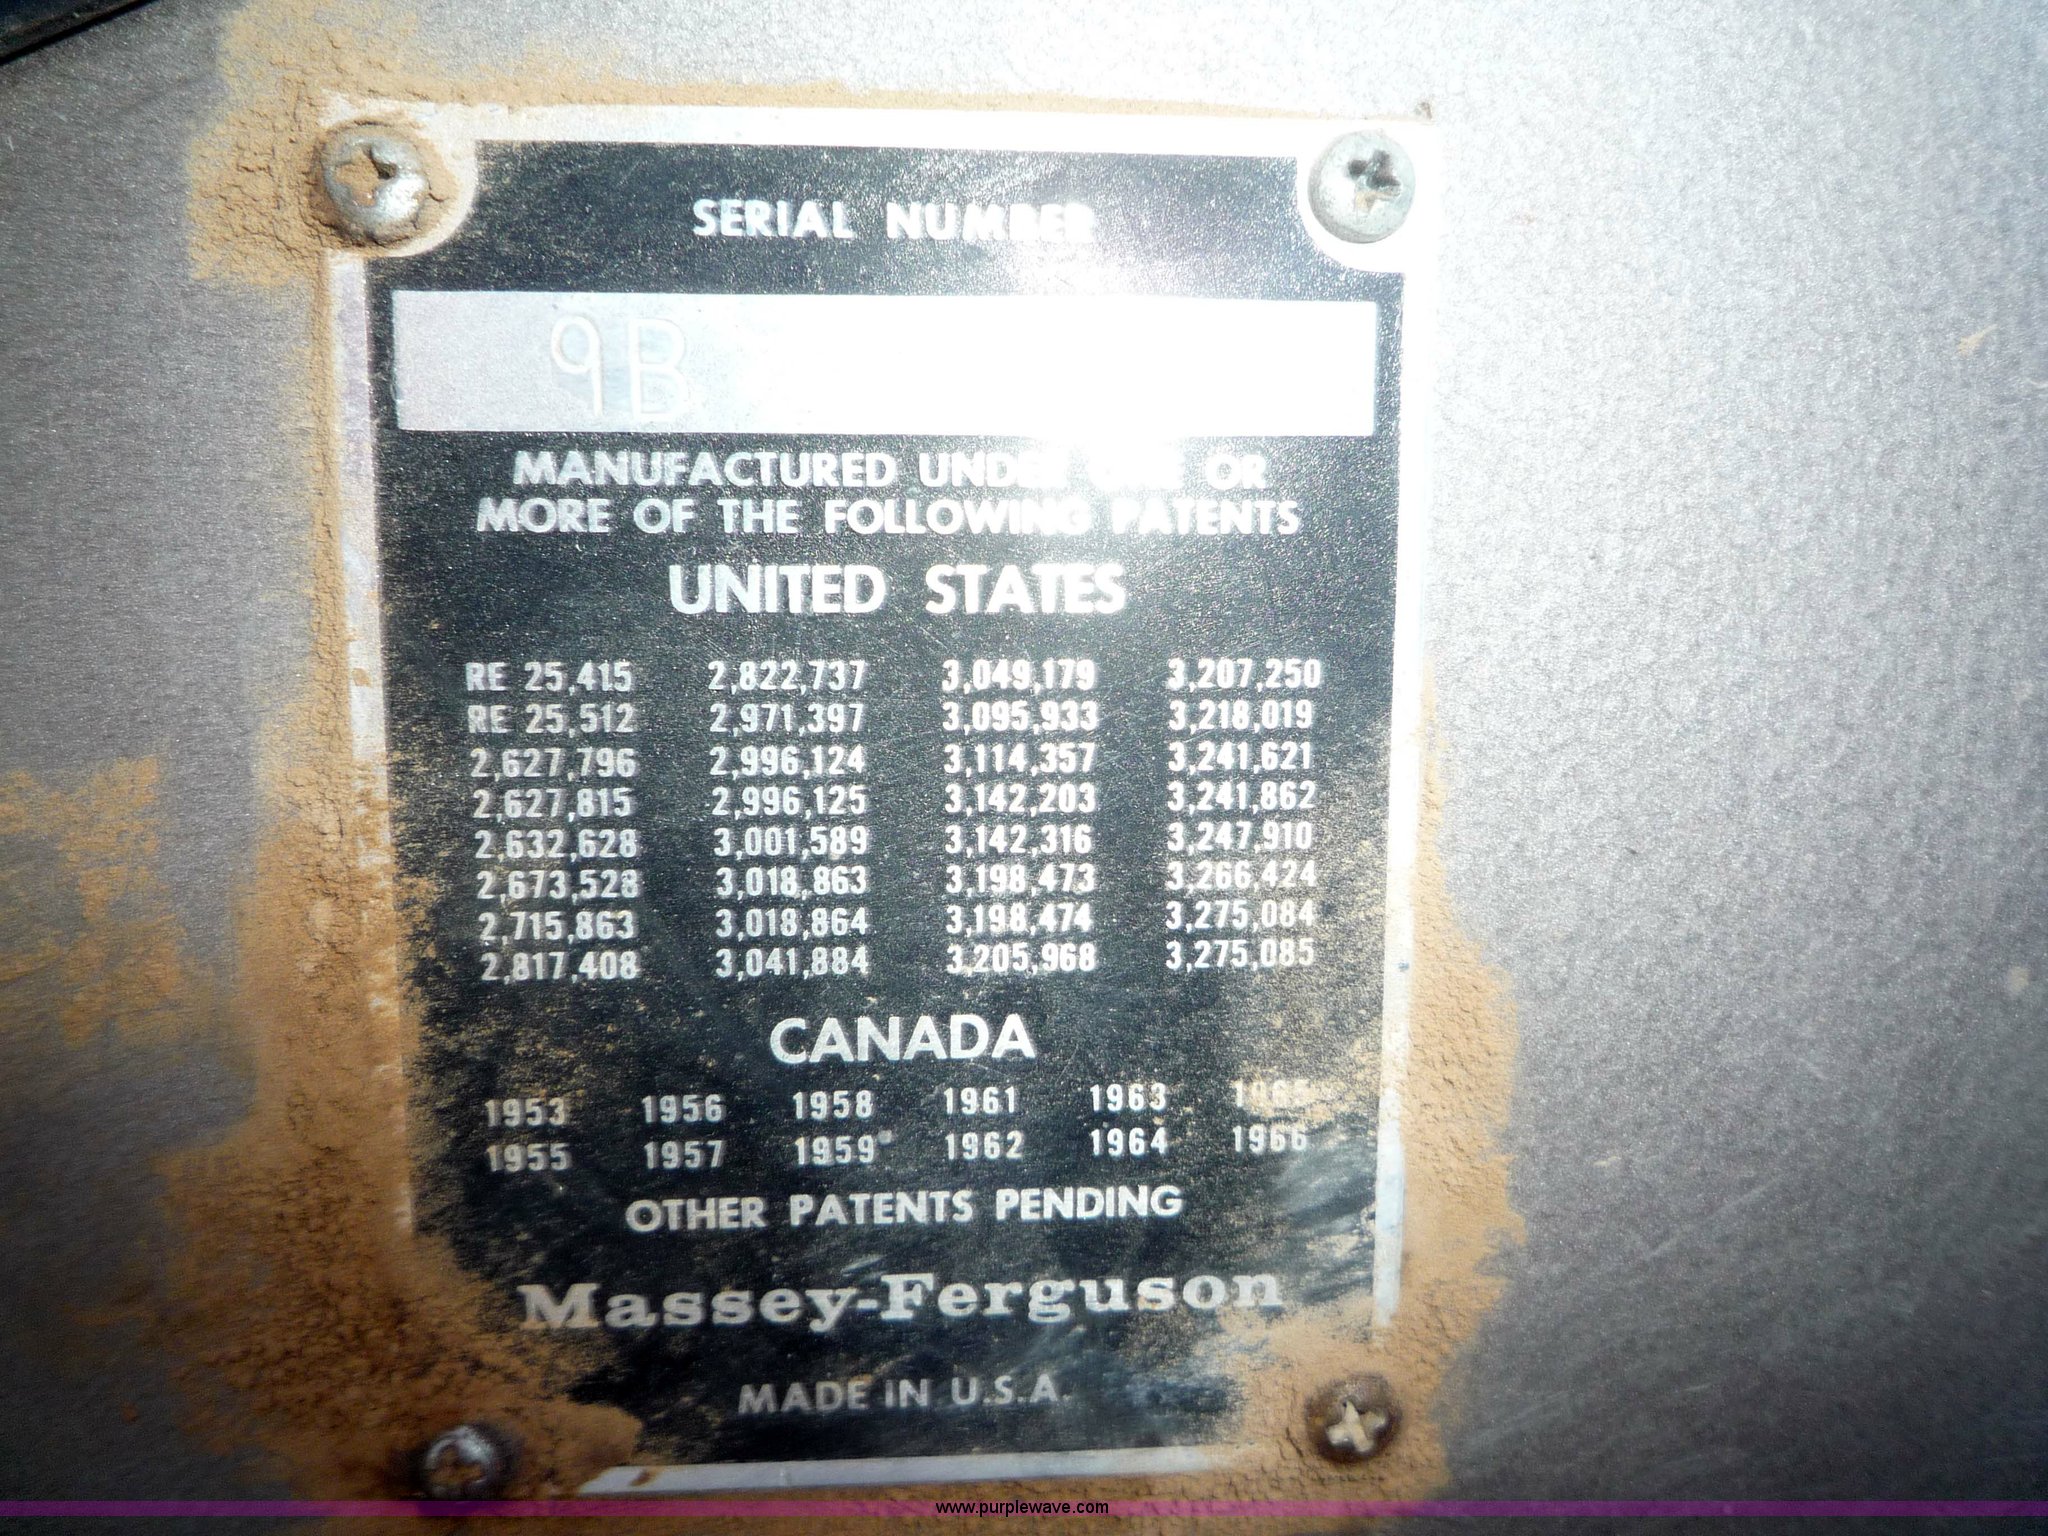 SERIAL NUMBER
9B
MANUFACTURED UNDER OR
MORE OF THE FOLLOWING PATENTS
UNITED STATES
RE 25,415 2,822,737 3,049,179 3,207,250
RE 25,512 2,971,397 3,095,933 3,218,019
2,627,796 2,996,124 3,114,357 3,241,621
2,627,815 2,996,125 3,142,203 3,241,862
2,632,628 3,001,589 3,142,316 3,247,910
2,673,528 3,018,863 3,198,473 3,266,424
2,715,863 3,018,864 3,198,474 3,275,084
2,817,408 3,041,884 3,205,968 3,275,085
CANADA
1953 1956 1958 1961 1963
1955 1957 1959 1962 1964 1966
OTHER PATENTS PENDING
Massey-Ferguson
MADE IN U.S.A.
www.purplewave.com